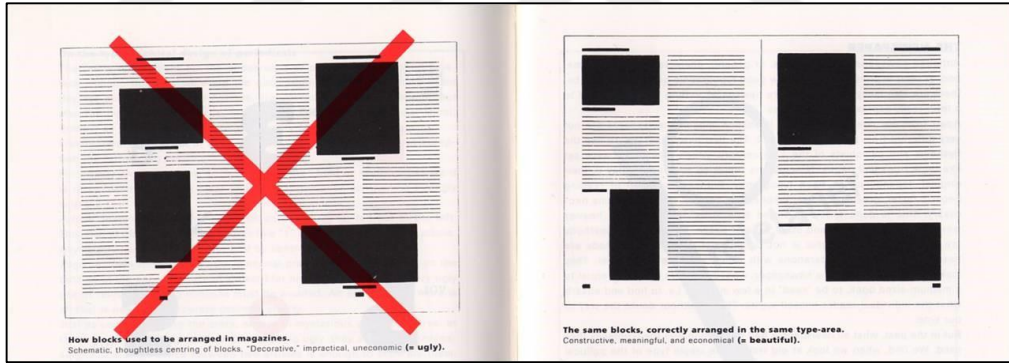 How blocks used to be arranged in magazines.
Schematic, thoughtless centring of blocks. "Decorative," impractical, uneconomic (= ugly).
The same blocks, correctly arranged in the same type-area.
Constructive, meaningful, and economical (= beautiful).